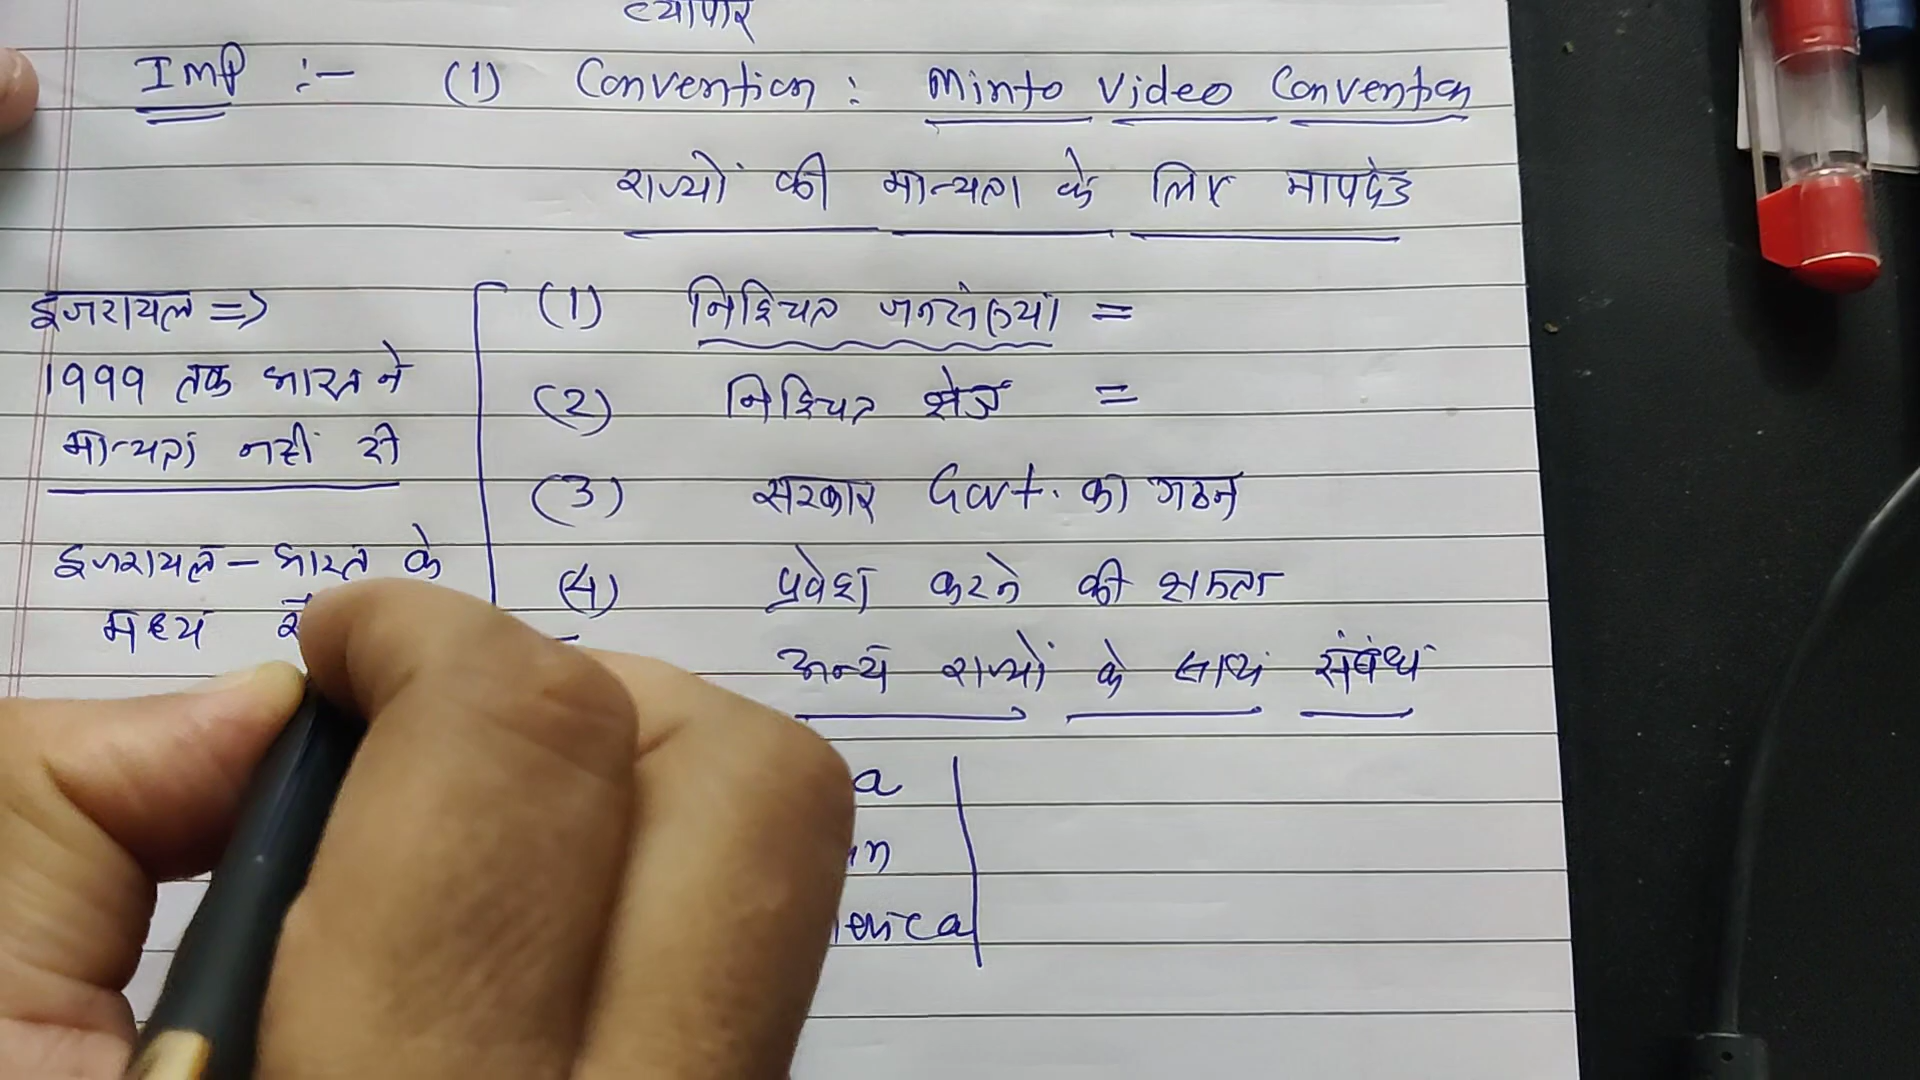 व्यापार
Imp :- (1) Convention : Minto Video Convention
राज्यों की मान्यता के लिए मापदंड
इजरायल =>
1999 तक भारत ने
मान्यता नहीं दी
इजरायल - भारत के
मध्य
(1) निश्चित जनसंख्या =
(2) निश्चित क्षेत्र =
(3) सरकार Govt. का गठन
(4) प्रवेश करने की क्षमता
अन्य राज्यों के साथ संबंध